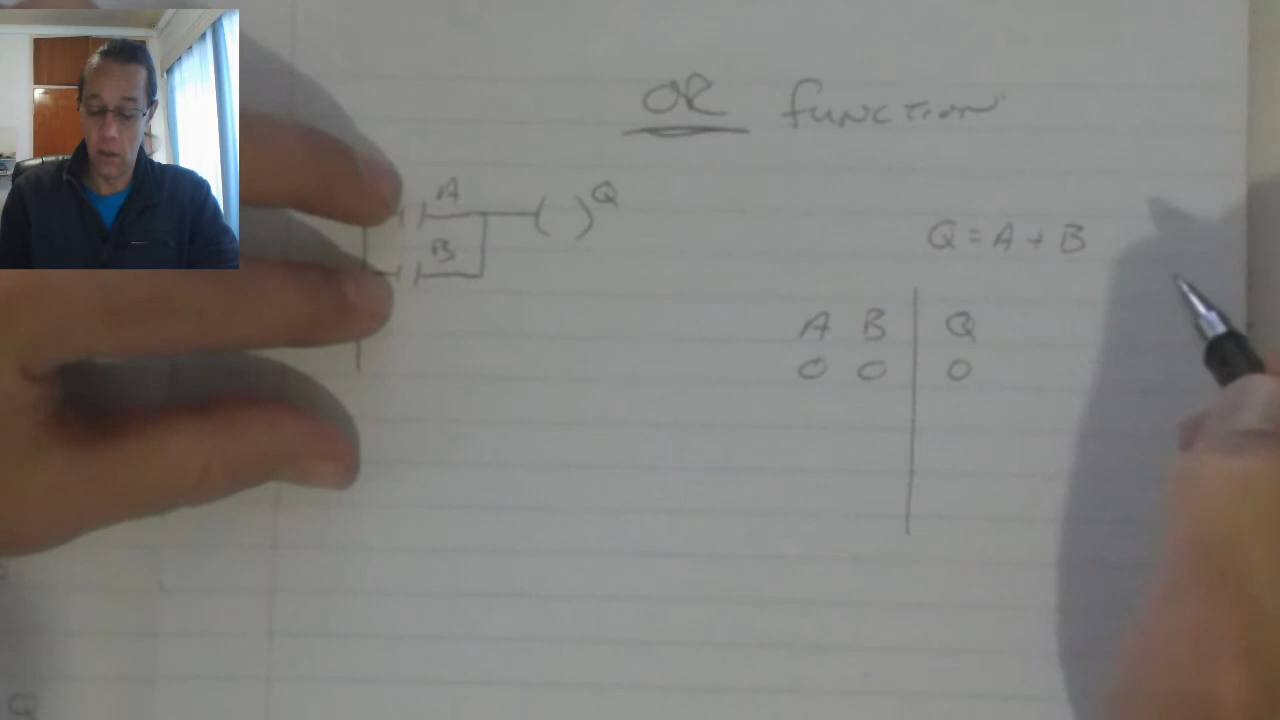 OR function
A
Q
B
Q = A + B
A B Q
0 0 0
Q